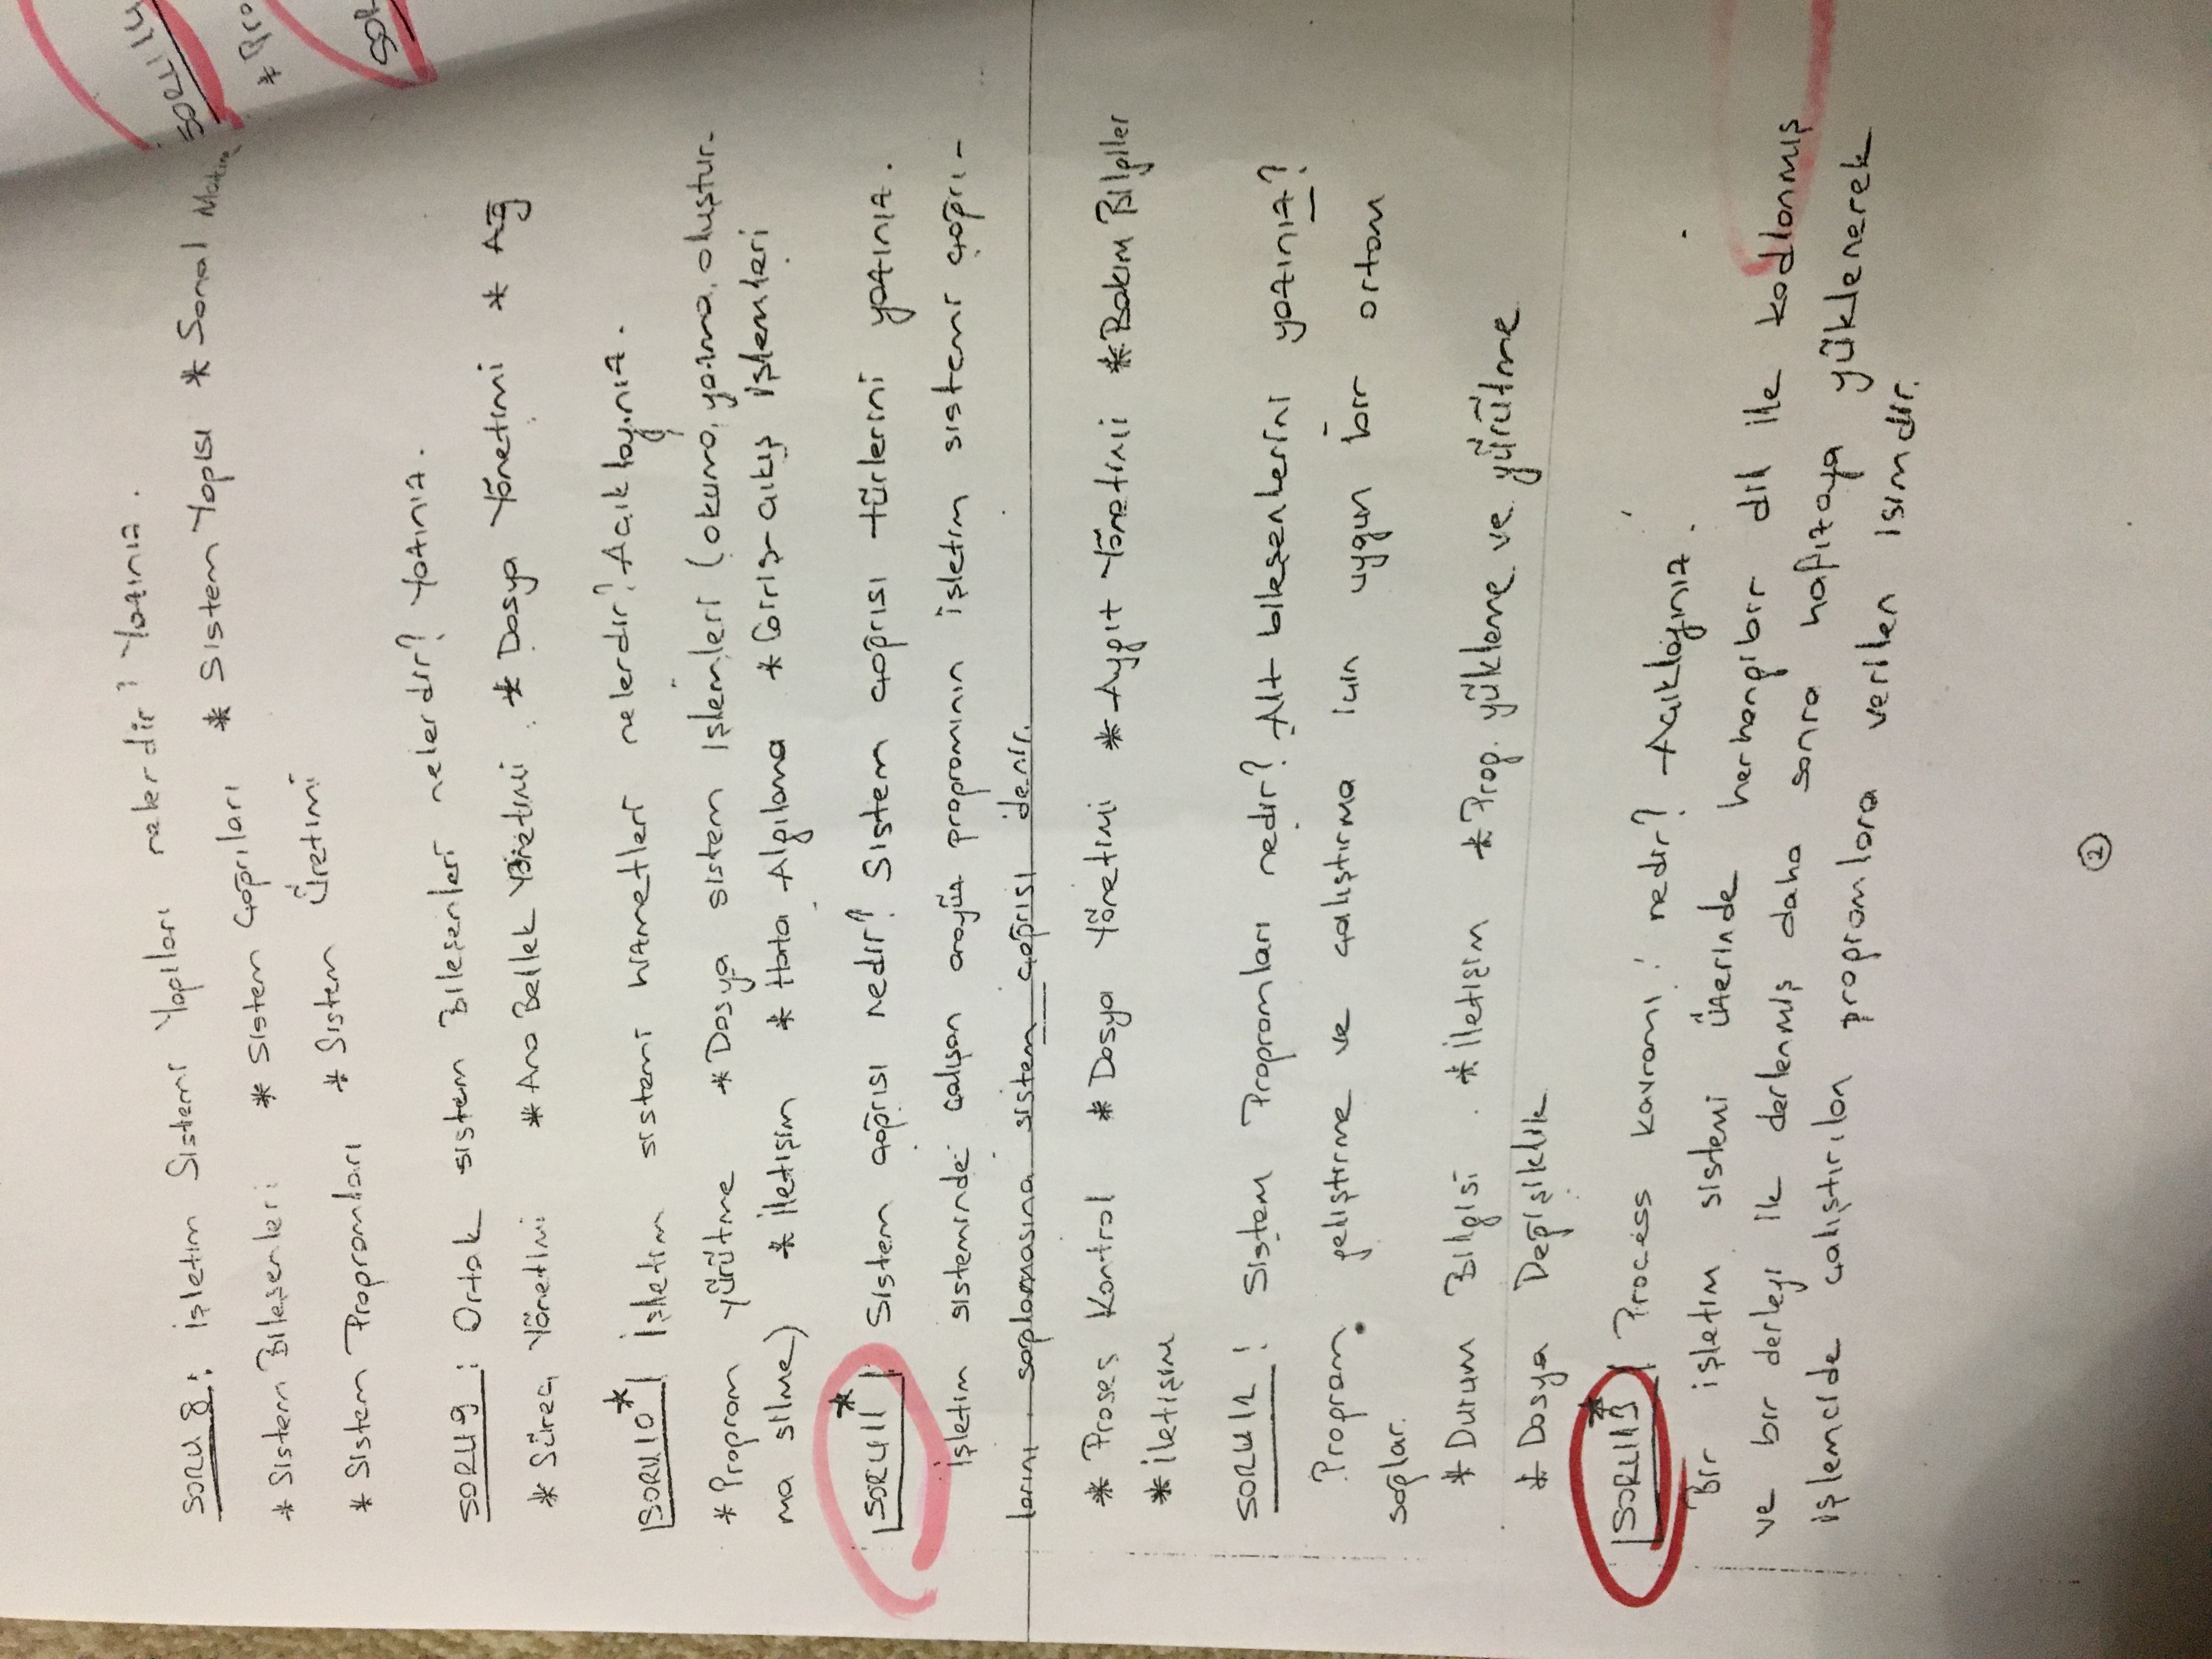 SORU 8 : İşletim Sistemi Yapıları nelerdir? Yazınız.
* Sistem Bileşenleri * Sistem Çağrıları * Sistem Yapısı * Sanal Makine
* Sistem Programları * Sistem Üretimi
SORU 9 : Ortak sistem Bileşenleri nelerdir? Yazınız.
* Süreç Yönetimi * Ana Bellek Yönetimi * Dosya Yönetimi * Ağ
SORU 10* İşletim sistemi hizmetleri nelerdir? Açıklayınız.
* Program yürütme * Dosya sistem işlemleri (okuma, yazma, oluştur-
ma silme) * İletişim * Hata Algılama * Giriş-çıkış işlemleri
SORU 11* Sistem çağrısı nedir? Sistem çağrısı türlerini yazınız.
İşletim sisteminde çalışan arayüz programının işletim sistemi çağrı-
larını sağlamasına sistem çağrısı denir.
* Proses Kontrol * Dosya Yönetimi * Aygıt Yönetimi * Bakım Bilgiler
* İletişim
SORU 12 : Sistem Programları nedir? Alt bileşenlerini yazınız?
Program geliştirme ve çalıştırma için uygun bir ortam
sağlar.
* Durum Bilgisi * İletişim * Prog. yükleme ve yürütme
* Dosya Değişiklik
SORU 13* Process kavramı nedir? Açıklayınız.
Bir işletim sistemi üzerinde herhangibir dil ile kodlanmış
ve bir derleyi ile derlenmiş daha sonra hafızaya yüklenerek
işlemcide çalıştırılan programlara verilen isimdir.
2
SORU 14
* Pro
SOR